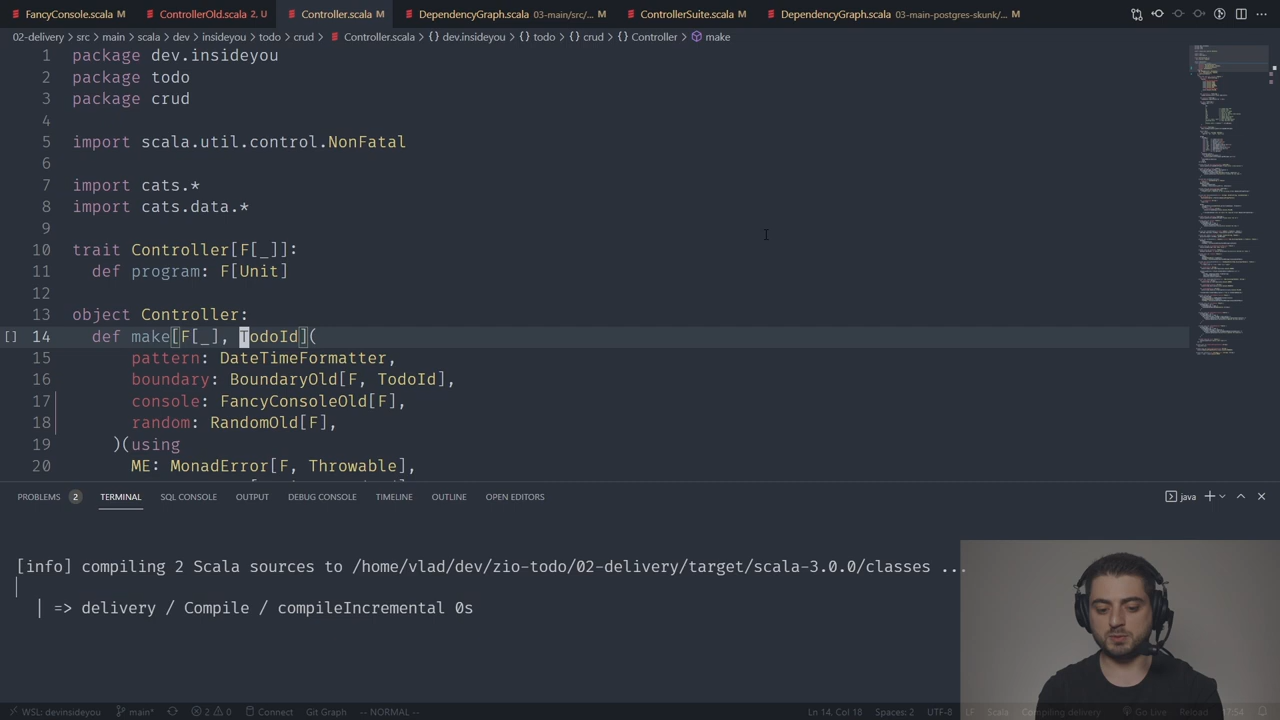 FancyConsole.scala 6 ControllerOld.scala 2, U Controller.scala M DependencyGraph.scala 03-main/src/... M ControllerSuite.scala M DependencyGraph.scala 03-main-postgres-skunk/... M
02-delivery > src > main > scala > dev > insideyou > todo > crud > Controller.scala > {} dev.insideyou > {} todo > {} crud > {} Controller > make
1 package dev.insideyou
2 package todo
3 package crud
4
5 import scala.util.control.NonFatal
6
7 import cats.*
8 import cats.data.*
9
10 trait Controller[F[_]]:
11 def program: F[Unit]
12
13 object Controller:
14 def make[F[_], TodoId](
15 pattern: DateTimeFormatter,
16 boundary: BoundaryOld[F, TodoId],
17 console: FancyConsoleOld[F],
18 random: RandomOld[F],
19 )(using
20 ME: MonadError[F, Throwable],
PROBLEMS 2 TERMINAL SQL CONSOLE OUTPUT DEBUG CONSOLE TIMELINE OUTLINE OPEN EDITORS java
[info] compiling 2 Scala sources to /home/vlad/dev/zio-todo/02-delivery/target/scala-3.0.0/classes ...
| => delivery / Compile / compileIncremental 0s
WSL: devinsideyou main* 2 0 Connect Git Graph -- NORMAL -- Ln 14, Col 18 Spaces: 2 UTF-8 LF Scala Compiling delivery Go Live Reload 17:54